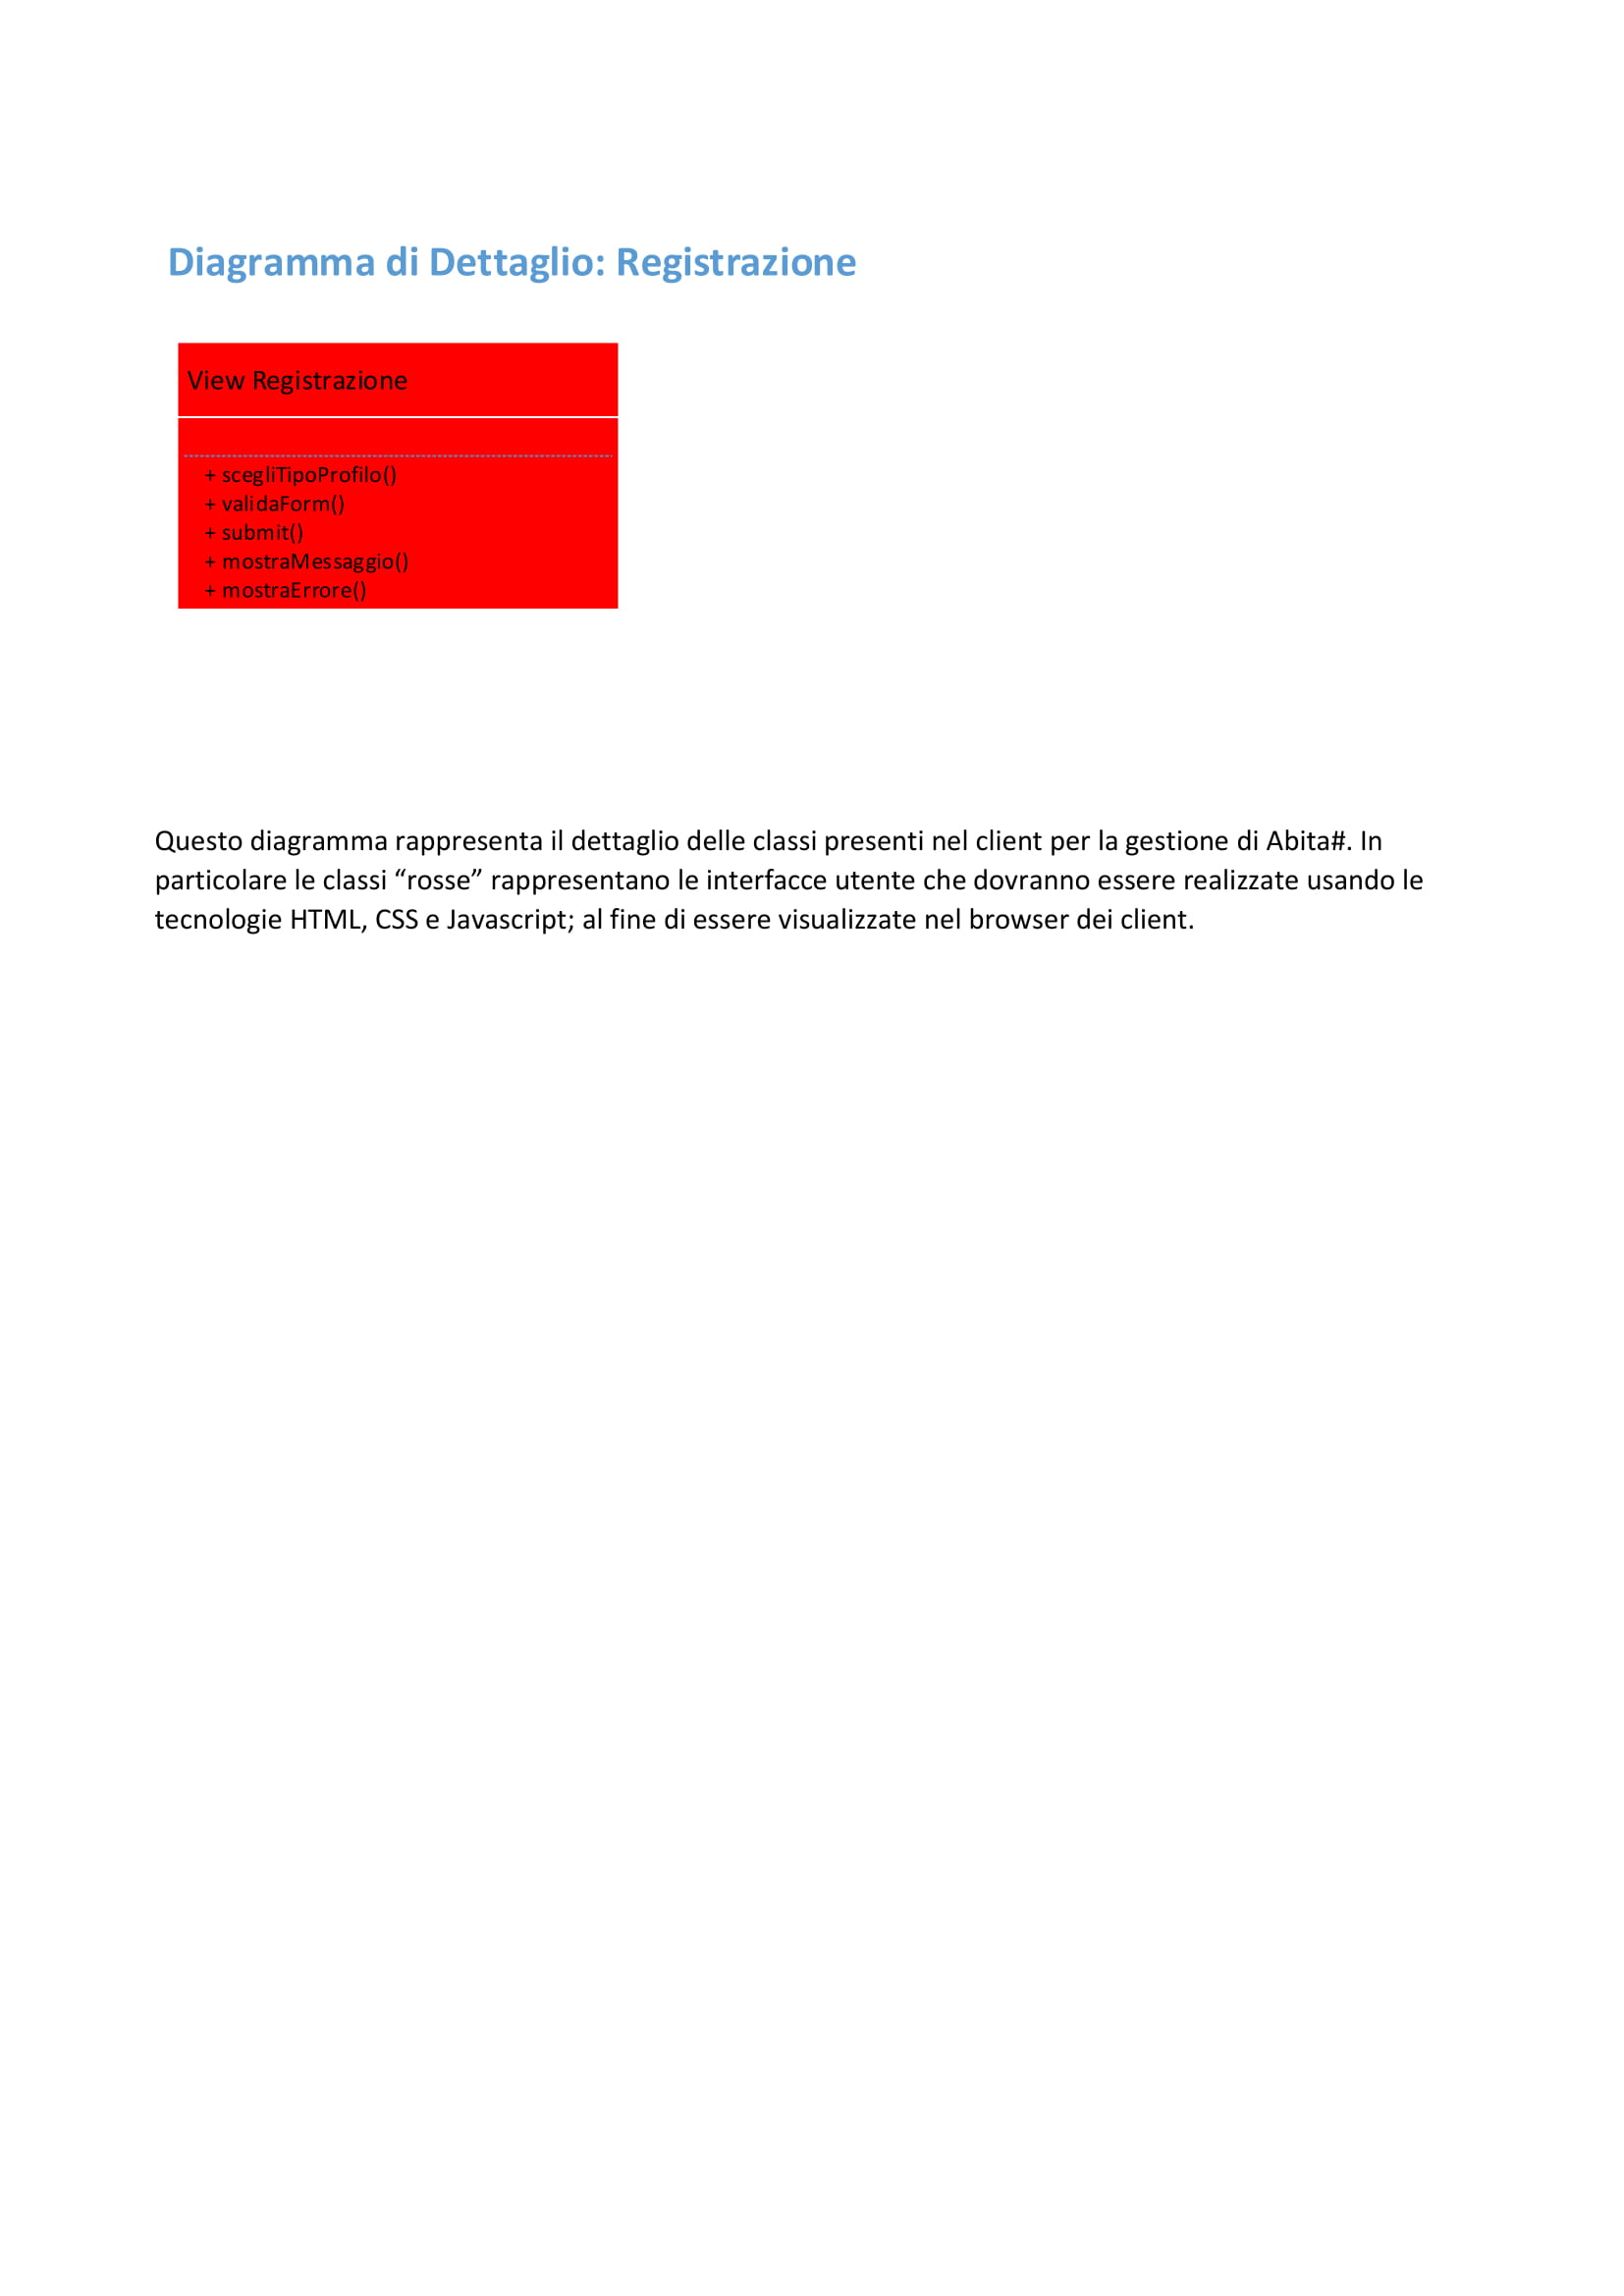 Diagramma di Dettaglio: Registrazione
View Registrazione
+ scegliTipoProfilo()
+ validaForm()
+ submit()
+ mostraMessaggio()
+ mostraErrore()
Questo diagramma rappresenta il dettaglio delle classi presenti nel client per la gestione di Abita#. In
particolare le classi “rosse” rappresentano le interfacce utente che dovranno essere realizzate usando le
tecnologie HTML, CSS e Javascript; al fine di essere visualizzate nel browser dei client.